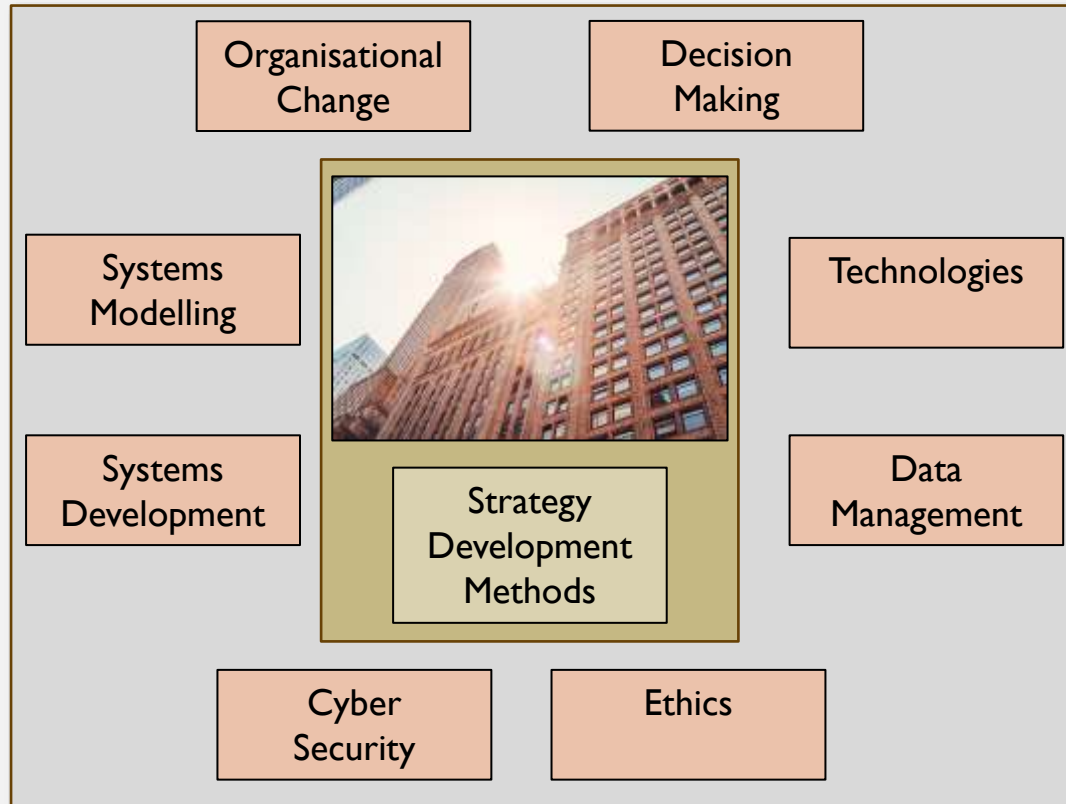 Organisational
Change
Decision
Making
Systems
Modelling
Technologies
Systems
Development
Data
Management
Strategy
Development
Methods
Cyber
Security
Ethics